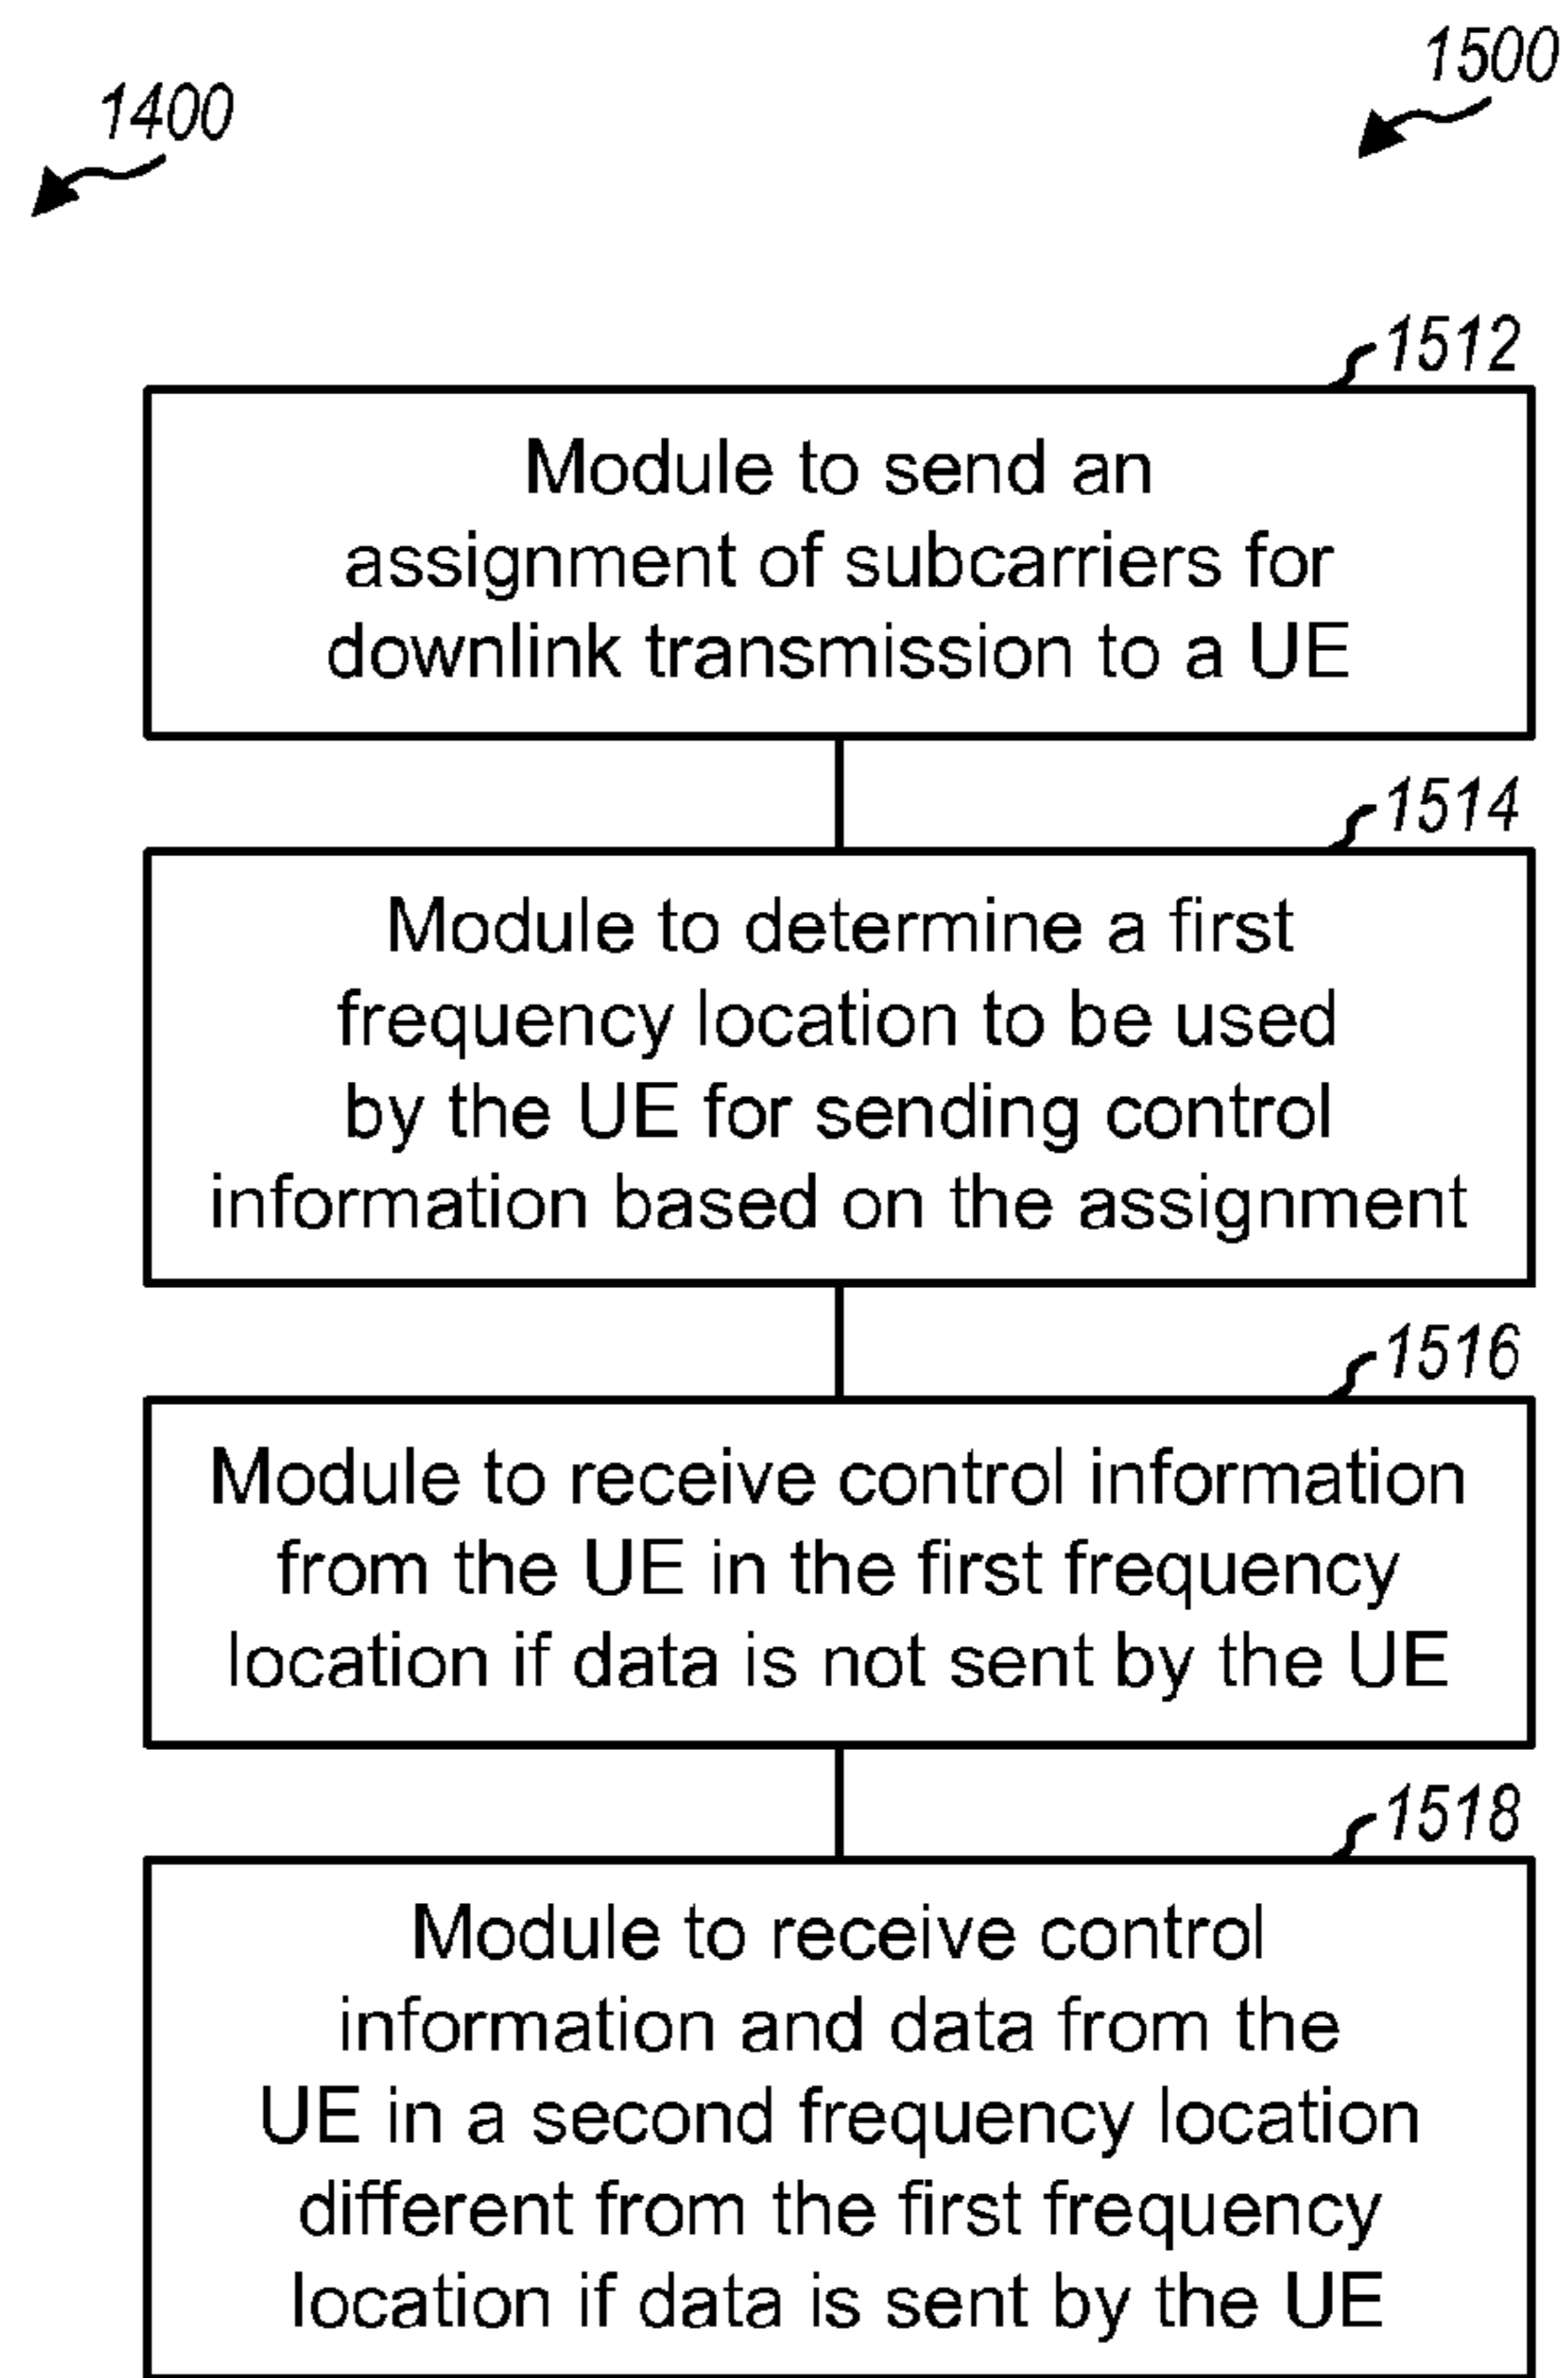 1500
1400
1512
Module to send an
assignment of subcarriers for
downlink transmission to a UE
1514
Module to determine a first
frequency location to be used
by the UE for sending control
information based on the assignment
1516
Module to receive control information
from the UE in the first frequency
location if data is not sent by the UE
1518
Module to receive control
information and data from the
UE in a second frequency location
different from the first frequency
location if data is sent by the UE